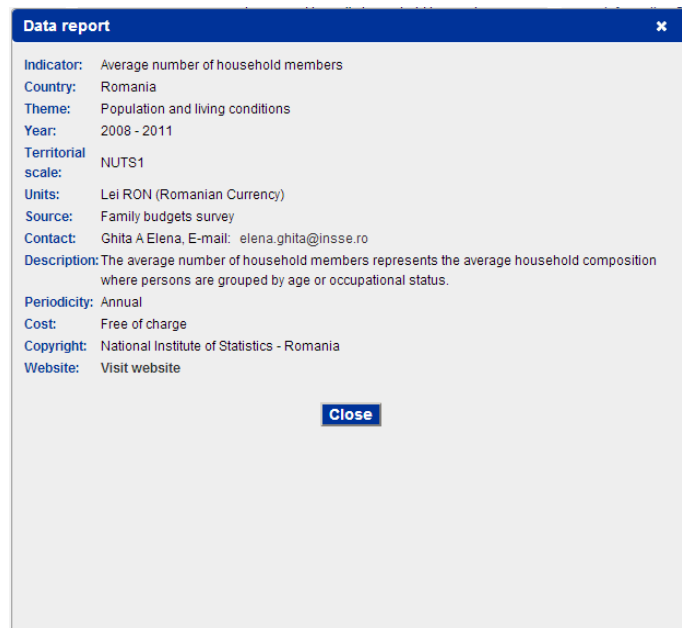 Data report
Indicator: Average number of household members
Country: Romania
Theme: Population and living conditions
Year: 2008 - 2011
Territorial
scale: NUTS1
Units: Lei RON (Romanian Currency)
Source: Family budgets survey
Contact: Ghita A Elena, E-mail: elena.ghita@insse.ro
Description: The average number of household members represents the average household composition
where persons are grouped by age or occupational status.
Periodicity: Annual
Cost: Free of charge
Copyright: National Institute of Statistics - Romania
Website: Visit website
Close